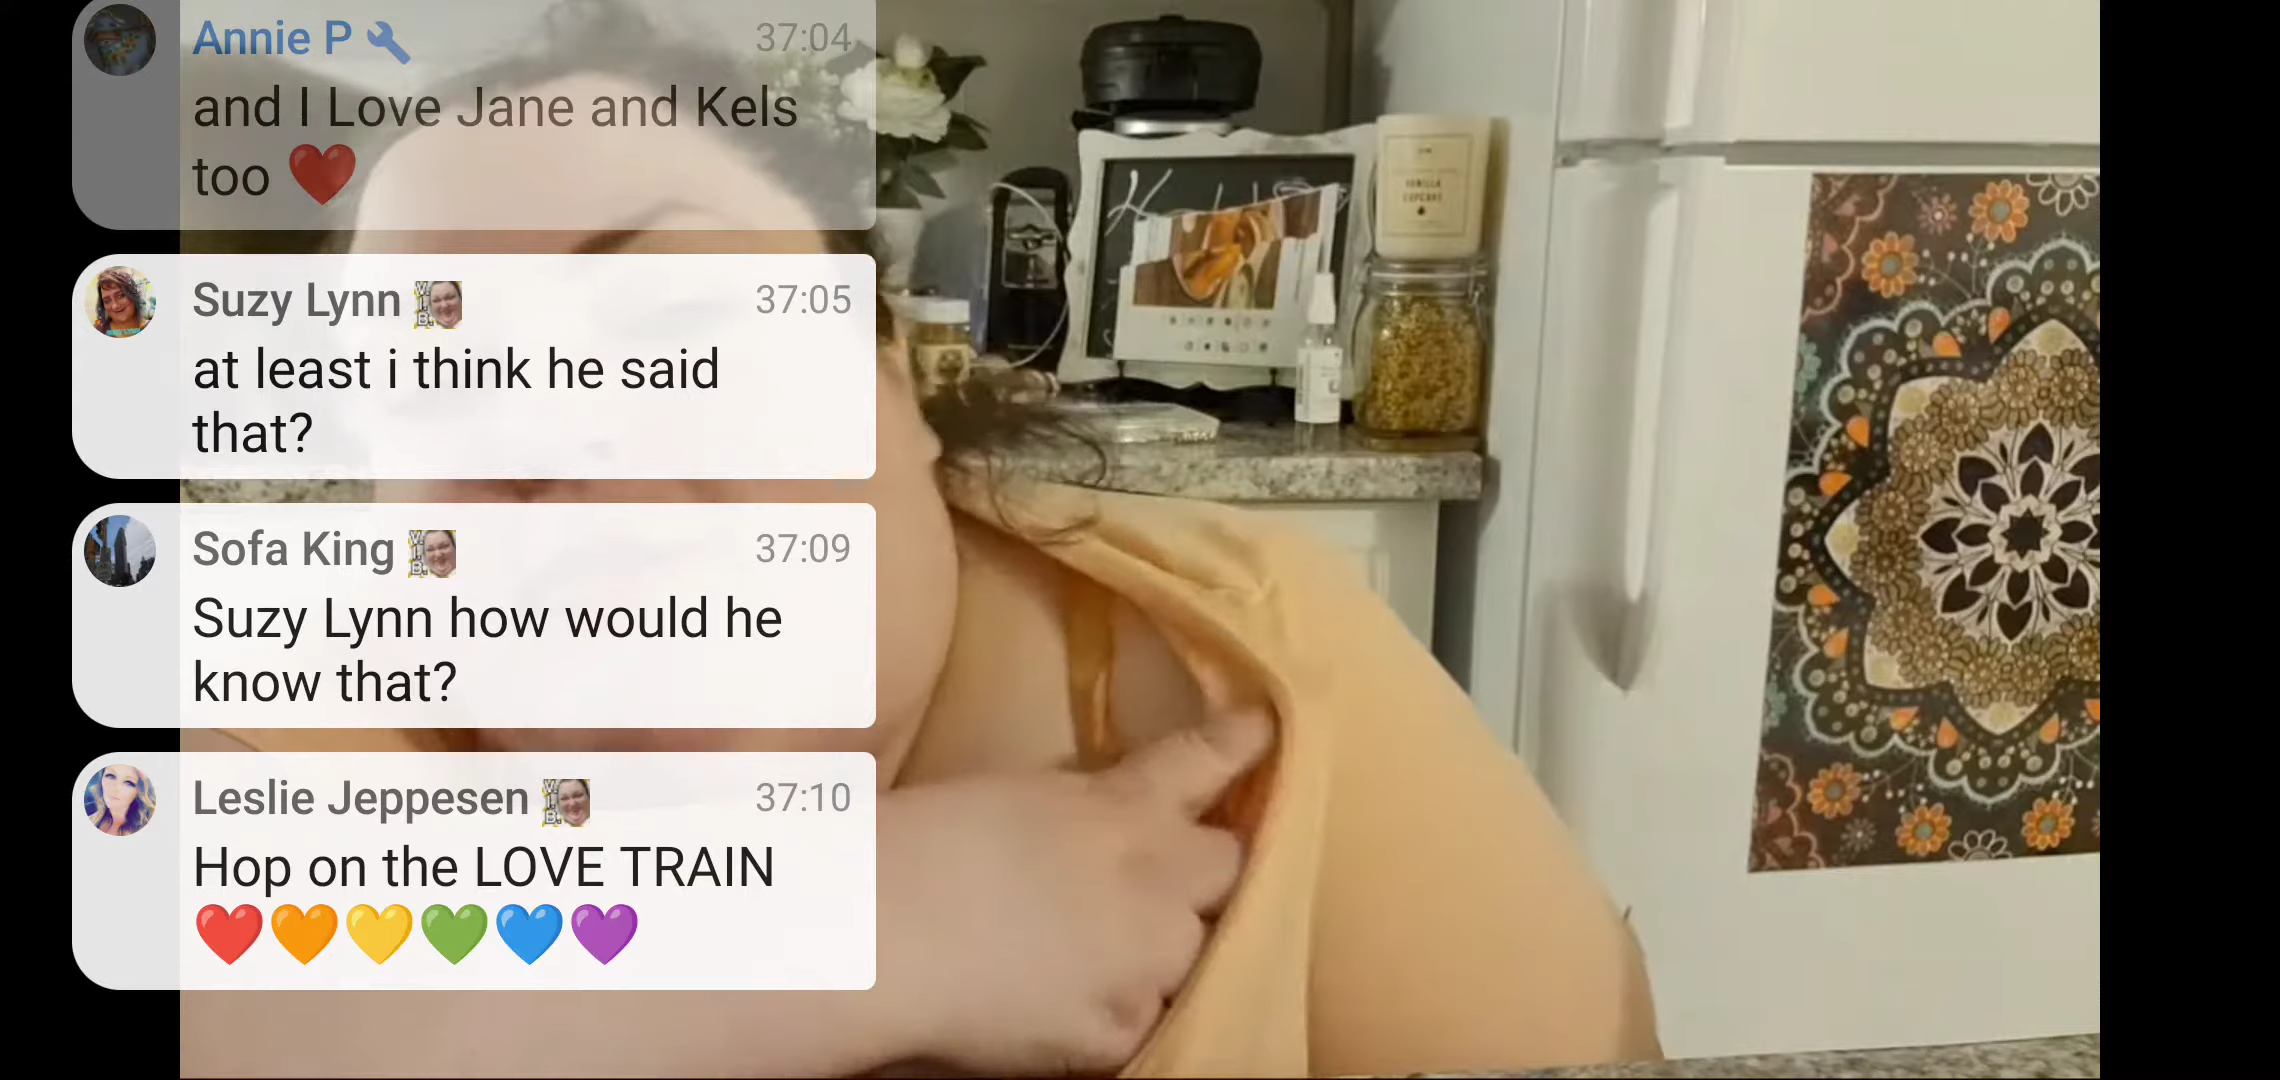 Annie P 37:04
and I Love Jane and Kels
too ❤️
Suzy Lynn 37:05
at least i think he said
that?
Sofa King 37:09
Suzy Lynn how would he
know that?
Leslie Jeppesen 37:10
Hop on the LOVE TRAIN
❤️🧡💛💚💙💜
VANILLA
CUPCAKE